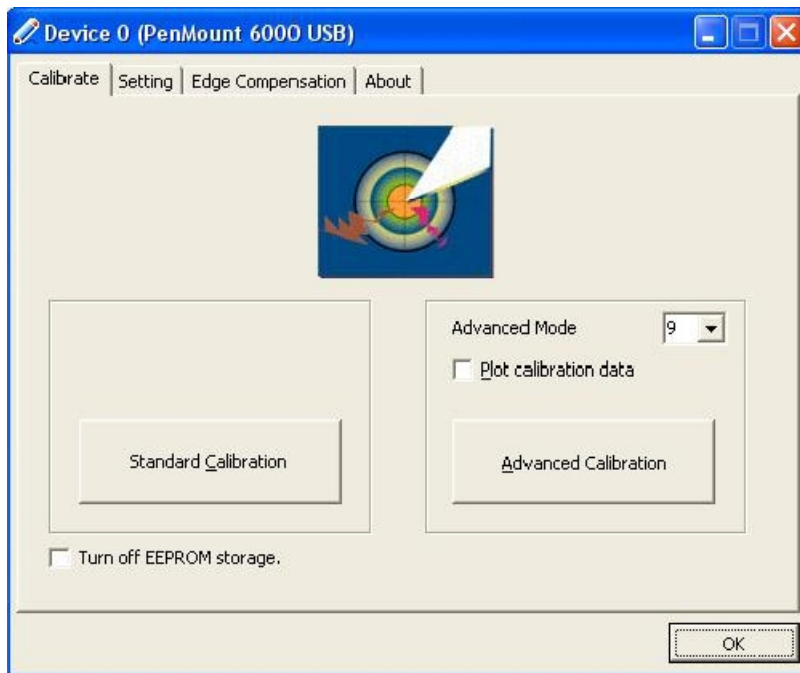 Device 0 (PenMount 6000 USB)
Calibrate Setting Edge Compensation About
Advanced Mode 9
Plot calibration data
Standard Calibration Advanced Calibration
Turn off EEPROM storage.
OK